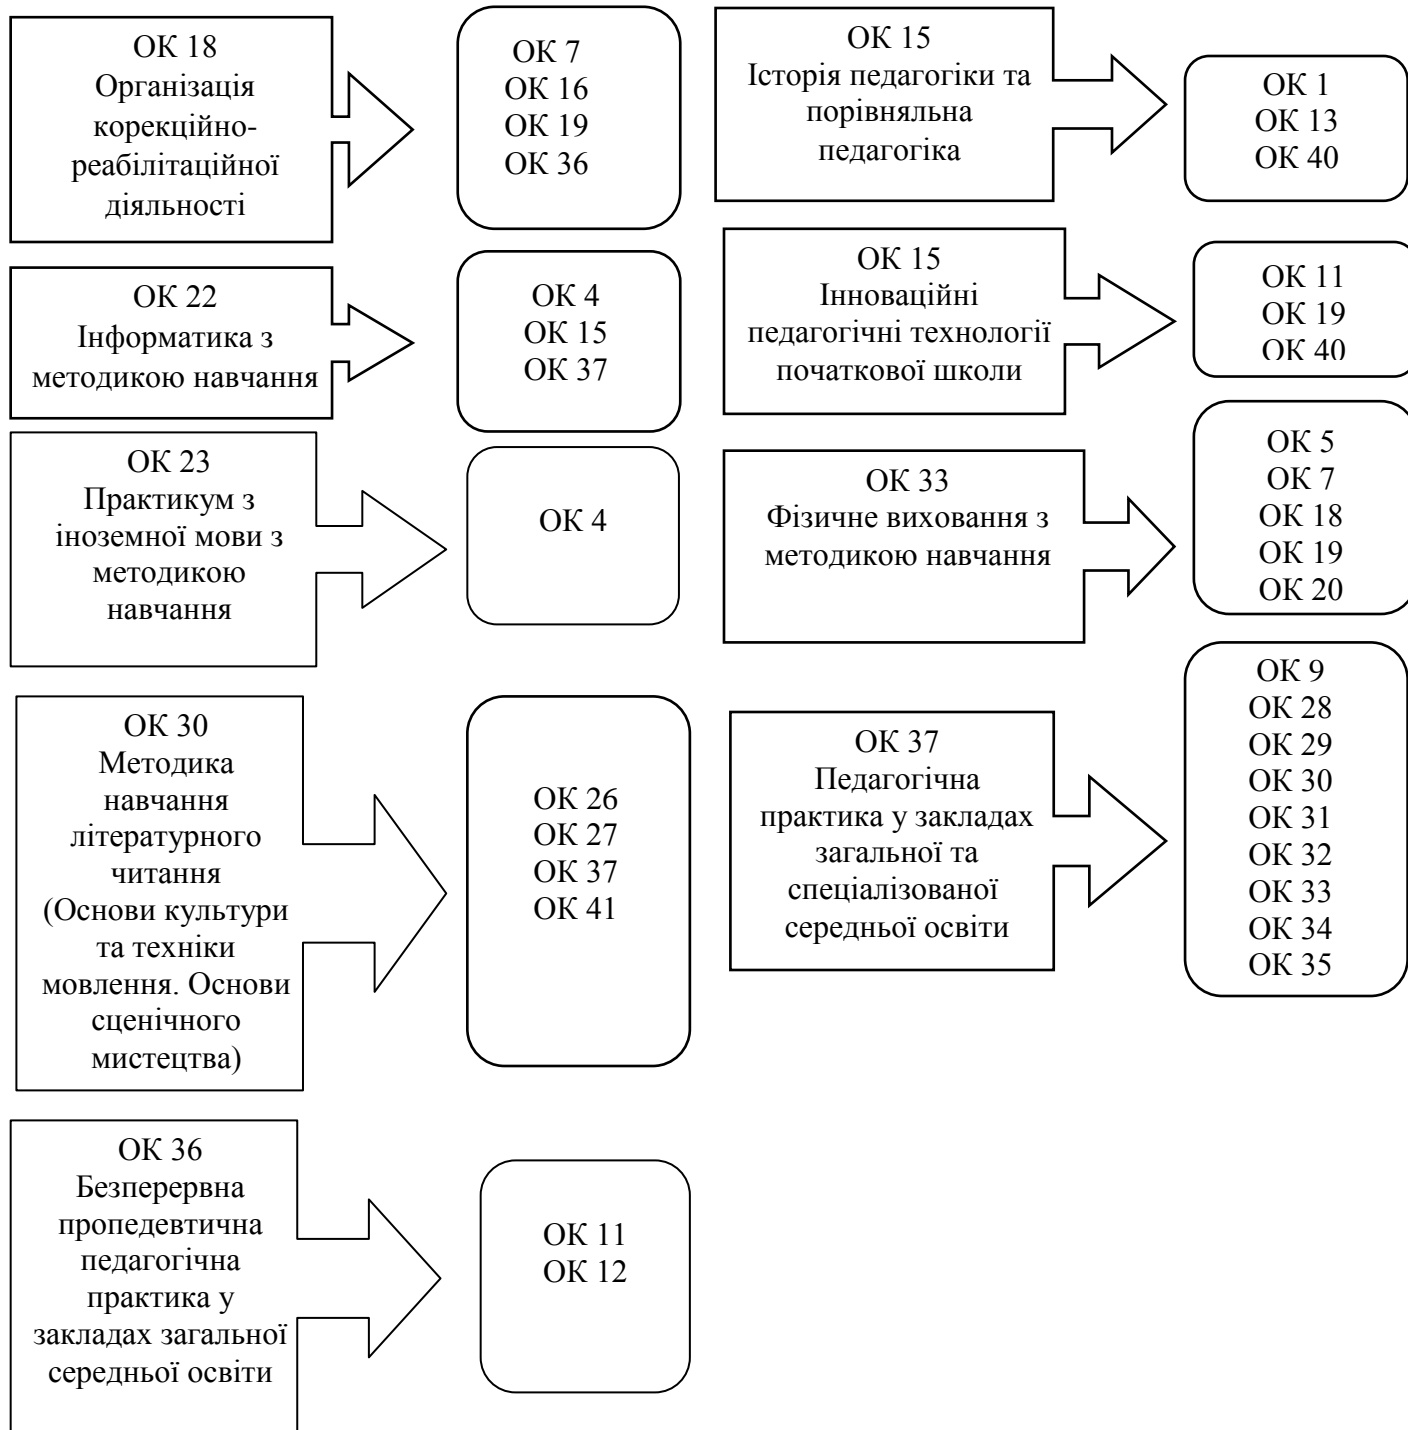 ОК 18
Організація
корекційно-
реабілітаційної
діяльності
ОК 7
ОК 16
ОК 19
ОК 36
ОК 15
Історія педагогіки та
порівняльна
педагогіка
ОК 1
ОК 13
ОК 40
ОК 22
Інформатика з
методикою навчання
ОК 4
ОК 15
ОК 37
ОК 15
Інноваційні
педагогічні технології
початкової школи
ОК 11
ОК 19
ОК 40
ОК 23
Практикум з
іноземної мови з
методикою
навчання
ОК 4
ОК 33
Фізичне виховання з
методикою навчання
ОК 5
ОК 7
ОК 18
ОК 19
ОК 20
ОК 30
Методика
навчання
літературного
читання
(Основи культури
та техніки
мовлення. Основи
сценічного
мистецтва)
ОК 26
ОК 27
ОК 37
ОК 41
ОК 37
Педагогічна
практика у закладах
загальної та
спеціалізованої
середньої освіти
ОК 9
ОК 28
ОК 29
ОК 30
ОК 31
ОК 32
ОК 33
ОК 34
ОК 35
ОК 36
Безперервна
пропедевтична
педагогічна
практика у
закладах загальної
середньої освіти
ОК 11
ОК 12